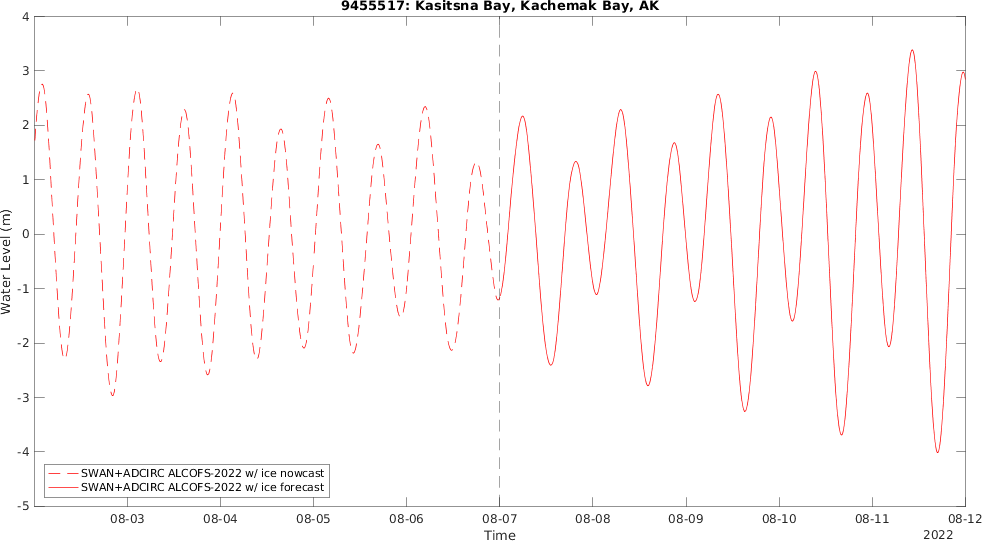 9455517: Kasitsna Bay, Kachemak Bay, AK
4
3
2
1
0
-1
-2
-3
-4
-5
Water Level (m)
SWAN+ADCIRC ALCOFS-2022 w/ ice nowcast
SWAN+ADCIRC ALCOFS-2022 w/ ice forecast
08-03 08-04 08-05 08-06 08-07 08-08 08-09 08-10 08-11 08-12
Time
2022